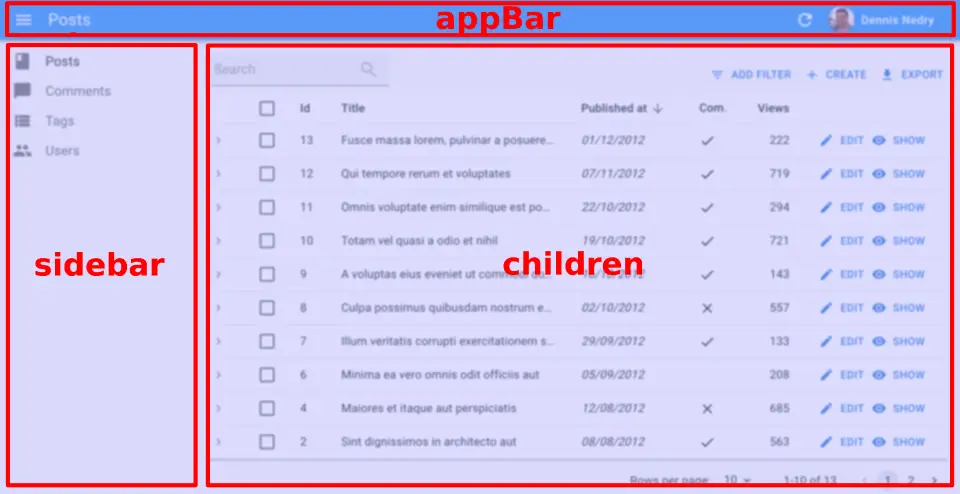 Posts
appBar
Dennis Nedry
Posts
Comments
Tags
Users
sidebar
Search
ADD FILTER CREATE EXPORT
Id Title Published at Com. Views
13 Fusce massa lorem, pulvinar a posuere... 01/12/2012 222 EDIT SHOW
12 Qui tempore rerum et voluptates 07/11/2012 719 EDIT SHOW
11 Omnis voluptate enim similique est po... 22/10/2012 294 EDIT SHOW
10 Totam vel quasi a odio et nihil 19/10/2012 721 EDIT SHOW
children
9 A voluptas eius eveniet ut 143 EDIT SHOW
8 Culpa possimus quibusdam nostrum e... 02/10/2012 557 EDIT SHOW
7 Illum veritatis corrupti exercitationem s... 29/09/2012 133 EDIT SHOW
6 Minima ea vero omnis odit officiis aut 05/09/2012 208 EDIT SHOW
4 Maiores et itaque aut perspiciatis 12/08/2012 685 EDIT SHOW
2 Sint dignissimos in architecto aut 08/08/2012 563 EDIT SHOW
Rows per page: 10 1-10 of 13 1 2